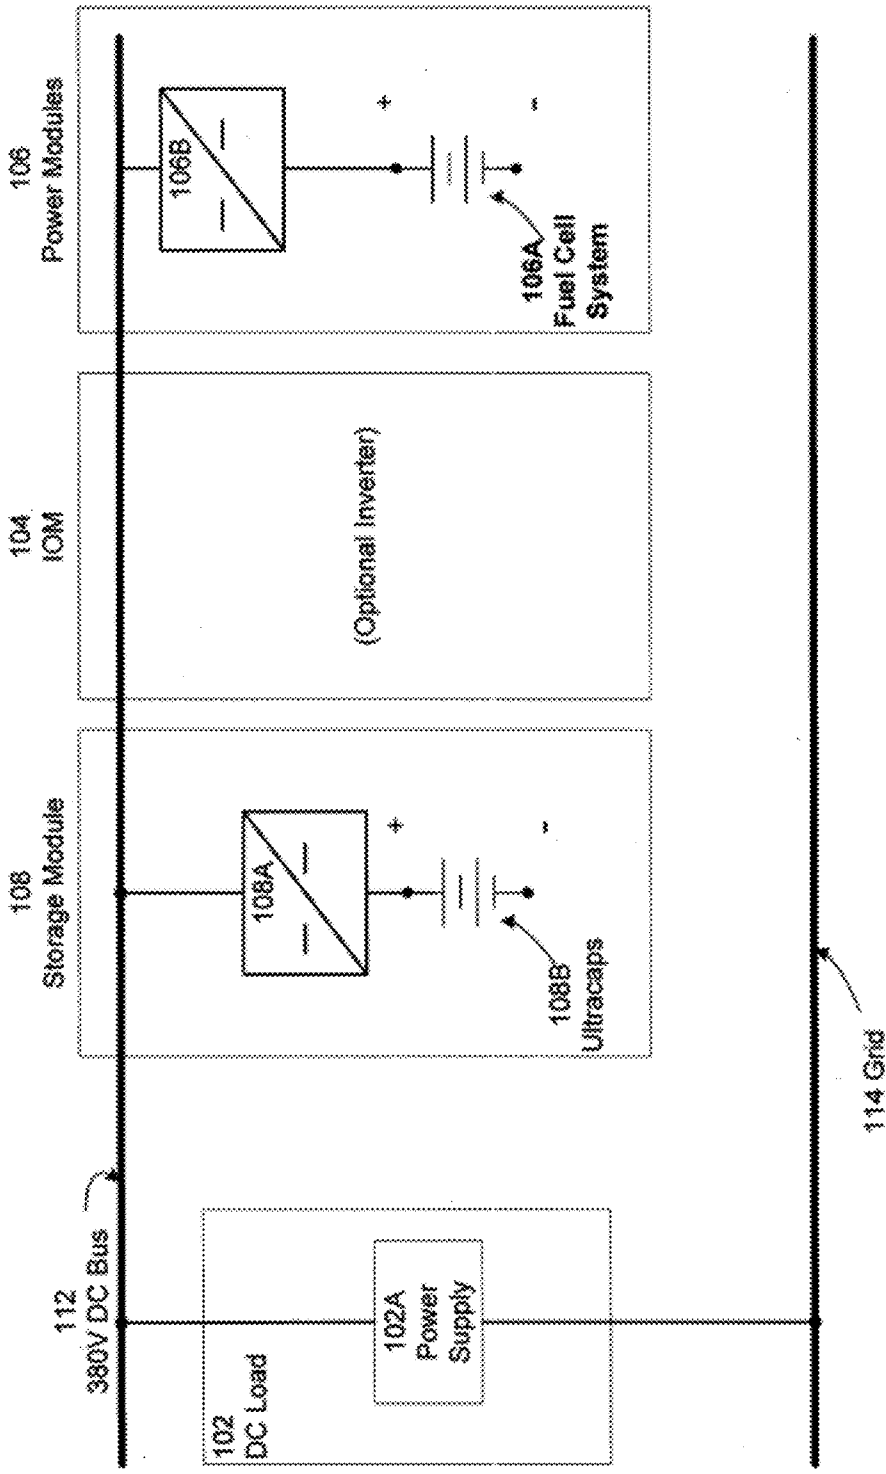 112
380V DC Bus
102
DC Load
102A
Power
Supply
108
Storage Module
108A
+
-
108B
Ultracaps
104
IOM
(Optional Inverter)
106
Power Modules
106B
+
-
106A
Fuel Cell
System
114 Grid